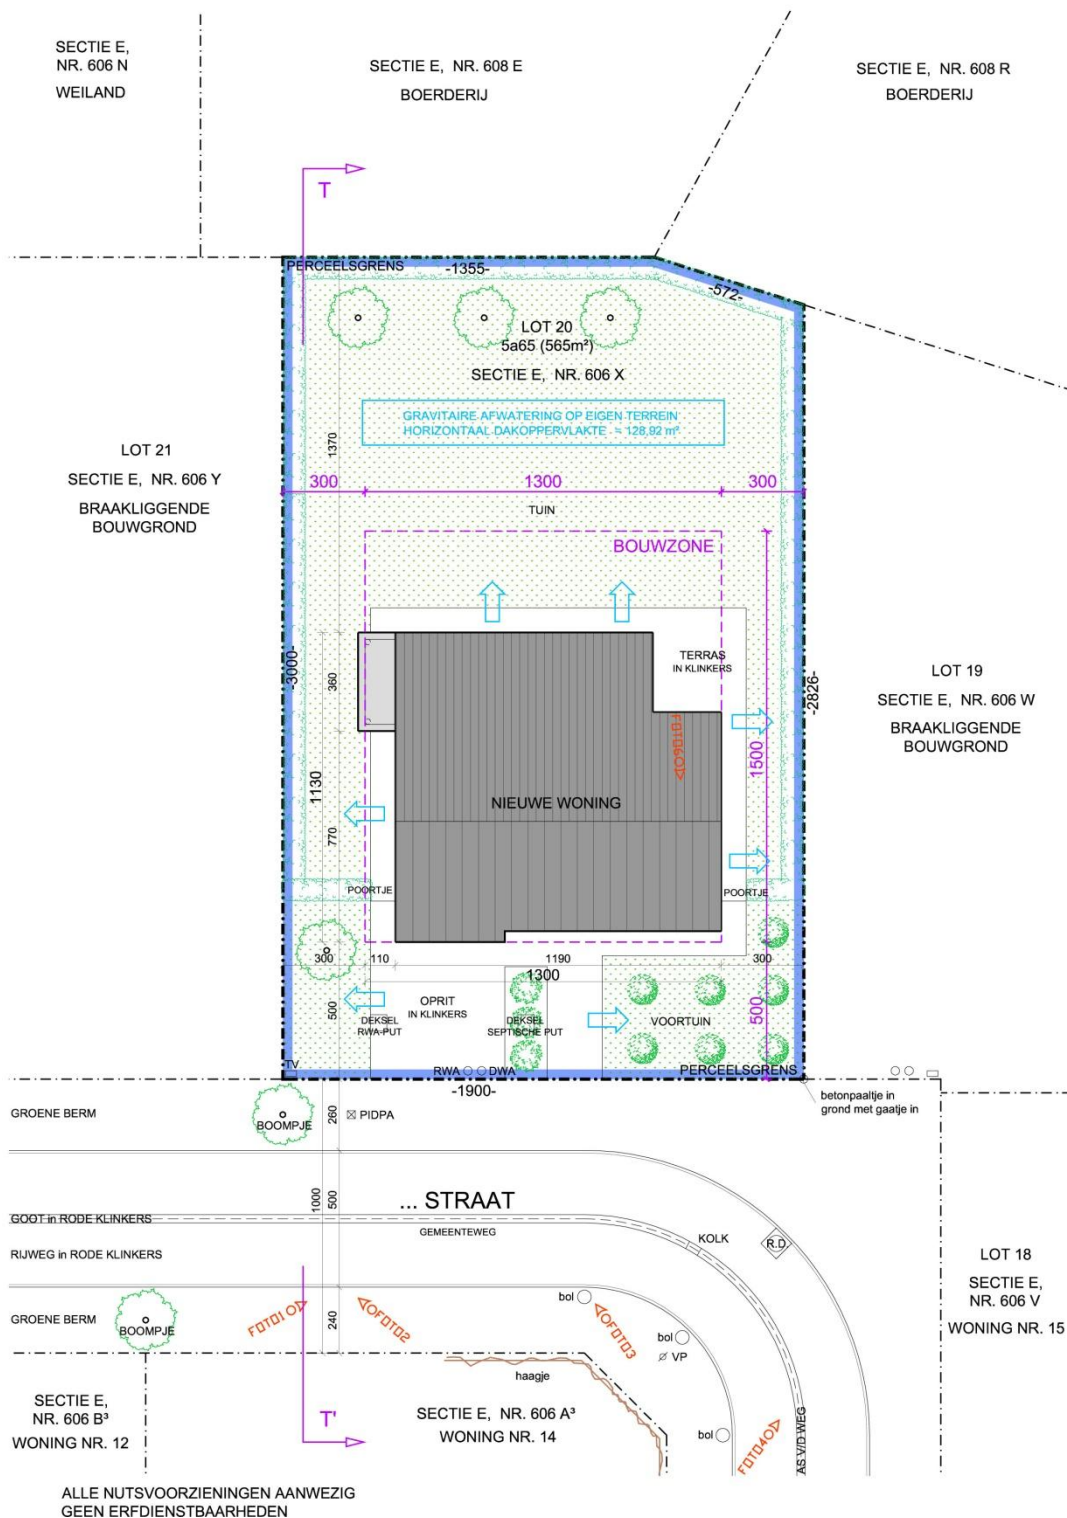 SECTIE E,
NR. 606 N
WEILAND
SECTIE E, NR. 608 E
BOERDERIJ
SECTIE E, NR. 608 R
BOERDERIJ
T
PERCEELSGRENS
-1355-
-572-
LOT 20
5a65 (565m²)
SECTIE E, NR. 606 X
GRAVITAIRE AFWATERING OP EIGEN TERREIN
HORIZONTAAL DAKOPPERVLAKTE = 128,92 m²
1370
LOT 21
SECTIE E, NR. 606 Y
BRAAKLIGGENDE
BOUWGROND
300
1300
300
TUIN
BOUWZONE
-3000-
360
TERRAS
IN KLINKERS
-2826-
LOT 19
SECTIE E, NR. 606 W
BRAAKLIGGENDE
BOUWGROND
FOTO6
1500
1130
NIEUWE WONING
770
POORTJE
POORTJE
300
110
1190
300
1300
500
OPRIT
IN KLINKERS
DEKSEL
RWA-PUT
DEKSEL
SEPTISCHE PUT
VOORTUIN
500
TV
RWA
DWA
PERCEELSGRENS
-1900-
betonpaaltje in
grond met gaatje in
GROENE BERM
BOOMPJE
260
PIDPA
1000
500
... STRAAT
GEMEENTEWEG
GOOT in RODE KLINKERS
KOLK
R.D.
RIJWEG in RODE KLINKERS
LOT 18
SECTIE E,
NR. 606 V
WONING NR. 15
GROENE BERM
BOOMPJE
FOTO1
240
FOTO2
bol
FOTO3
bol
VP
haagje
SECTIE E,
NR. 606 B³
WONING NR. 12
T'
SECTIE E, NR. 606 A³
WONING NR. 14
bol
FOTO4
AS V/D WEG
ALLE NUTSVOORZIENINGEN AANWEZIG
GEEN ERFDIENSTBAARHEDEN